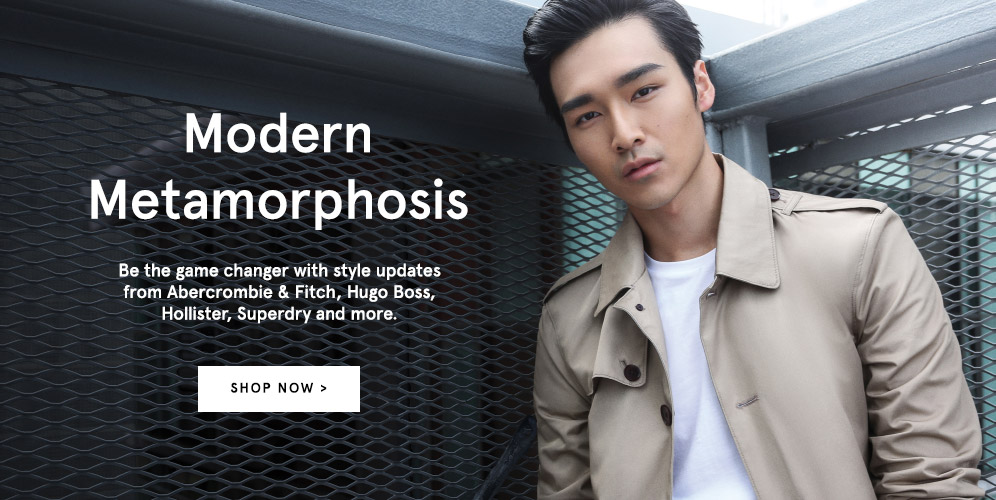 Modern
Metamorphosis
Be the game changer with style updates
from Abercrombie & Fitch, Hugo Boss,
Hollister, Superdry and more.
SHOP NOW >